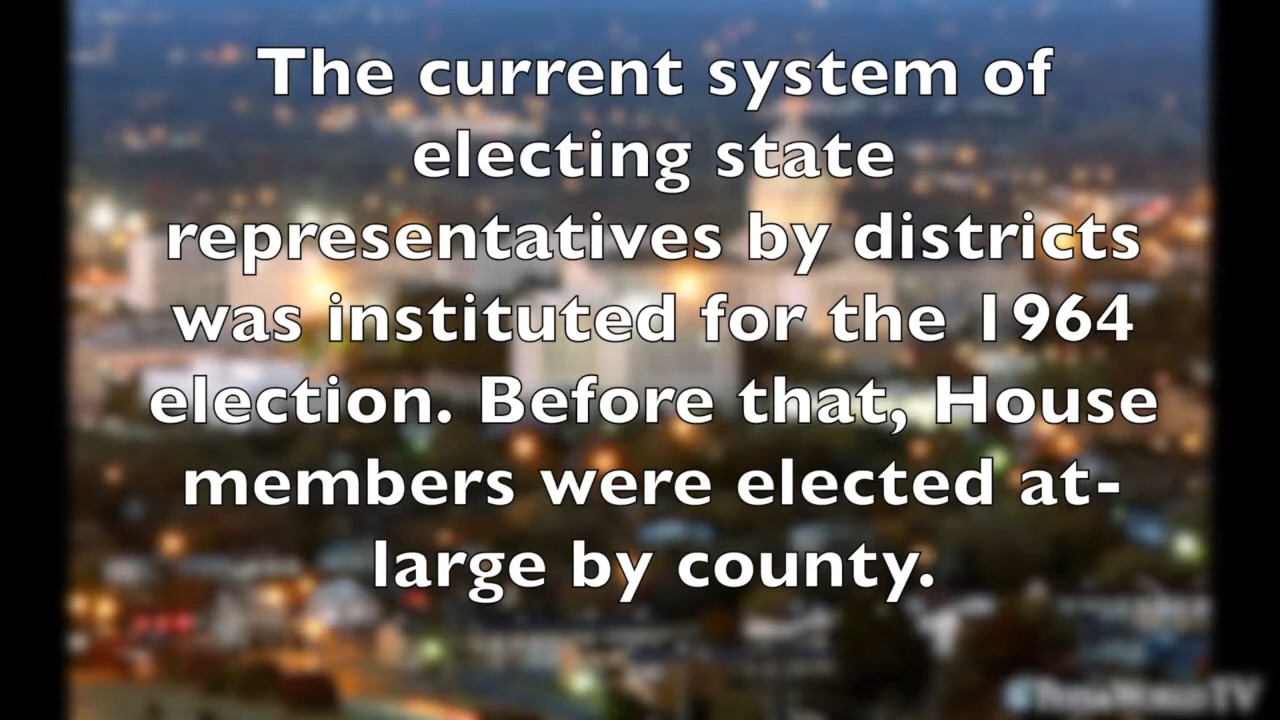 The current system of
electing state
representatives by districts
was instituted for the 1964
election. Before that, House
members were elected at-
large by county.